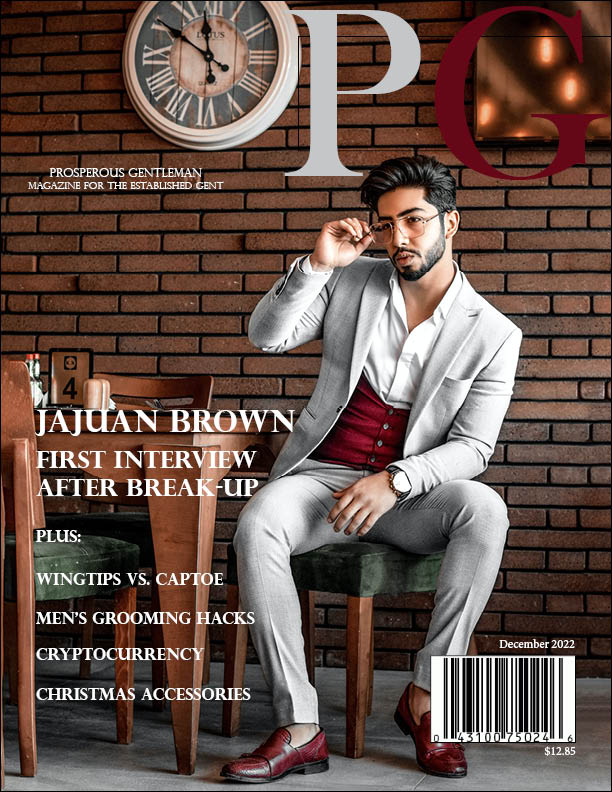 PG
PROSPEROUS GENTLEMAN
MAGAZINE FOR THE ESTABLISHED GENT
4
JAJUAN BROWN
FIRST INTERVIEW
AFTER BREAK-UP
PLUS:
WINGTIPS VS. CAPTOE
MEN'S GROOMING HACKS
CRYPTOCURRENCY
CHRISTMAS ACCESSORIES
December 2022
0 43100 75024 6
$12.85